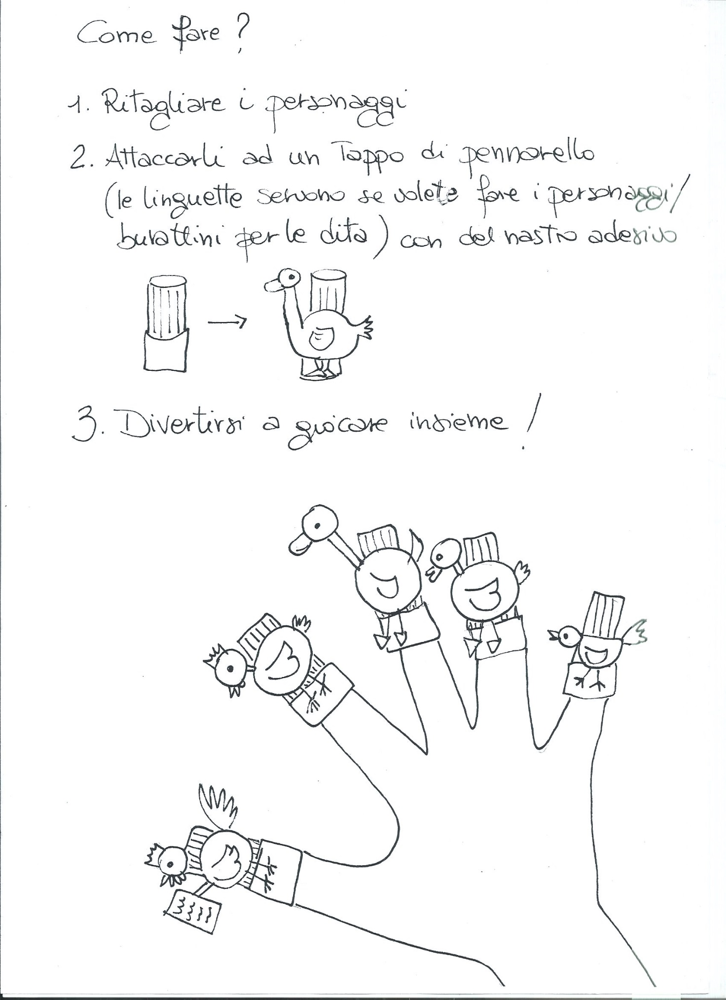 Come fare?
1. Ritagliare i personaggi
2. Attaccarli ad un Tappo di pennarello
(le linguette servono se volete fare i personaggi/
burattini per le dita) con del nastro adesivo
3. Divertirsi a giocare insieme!